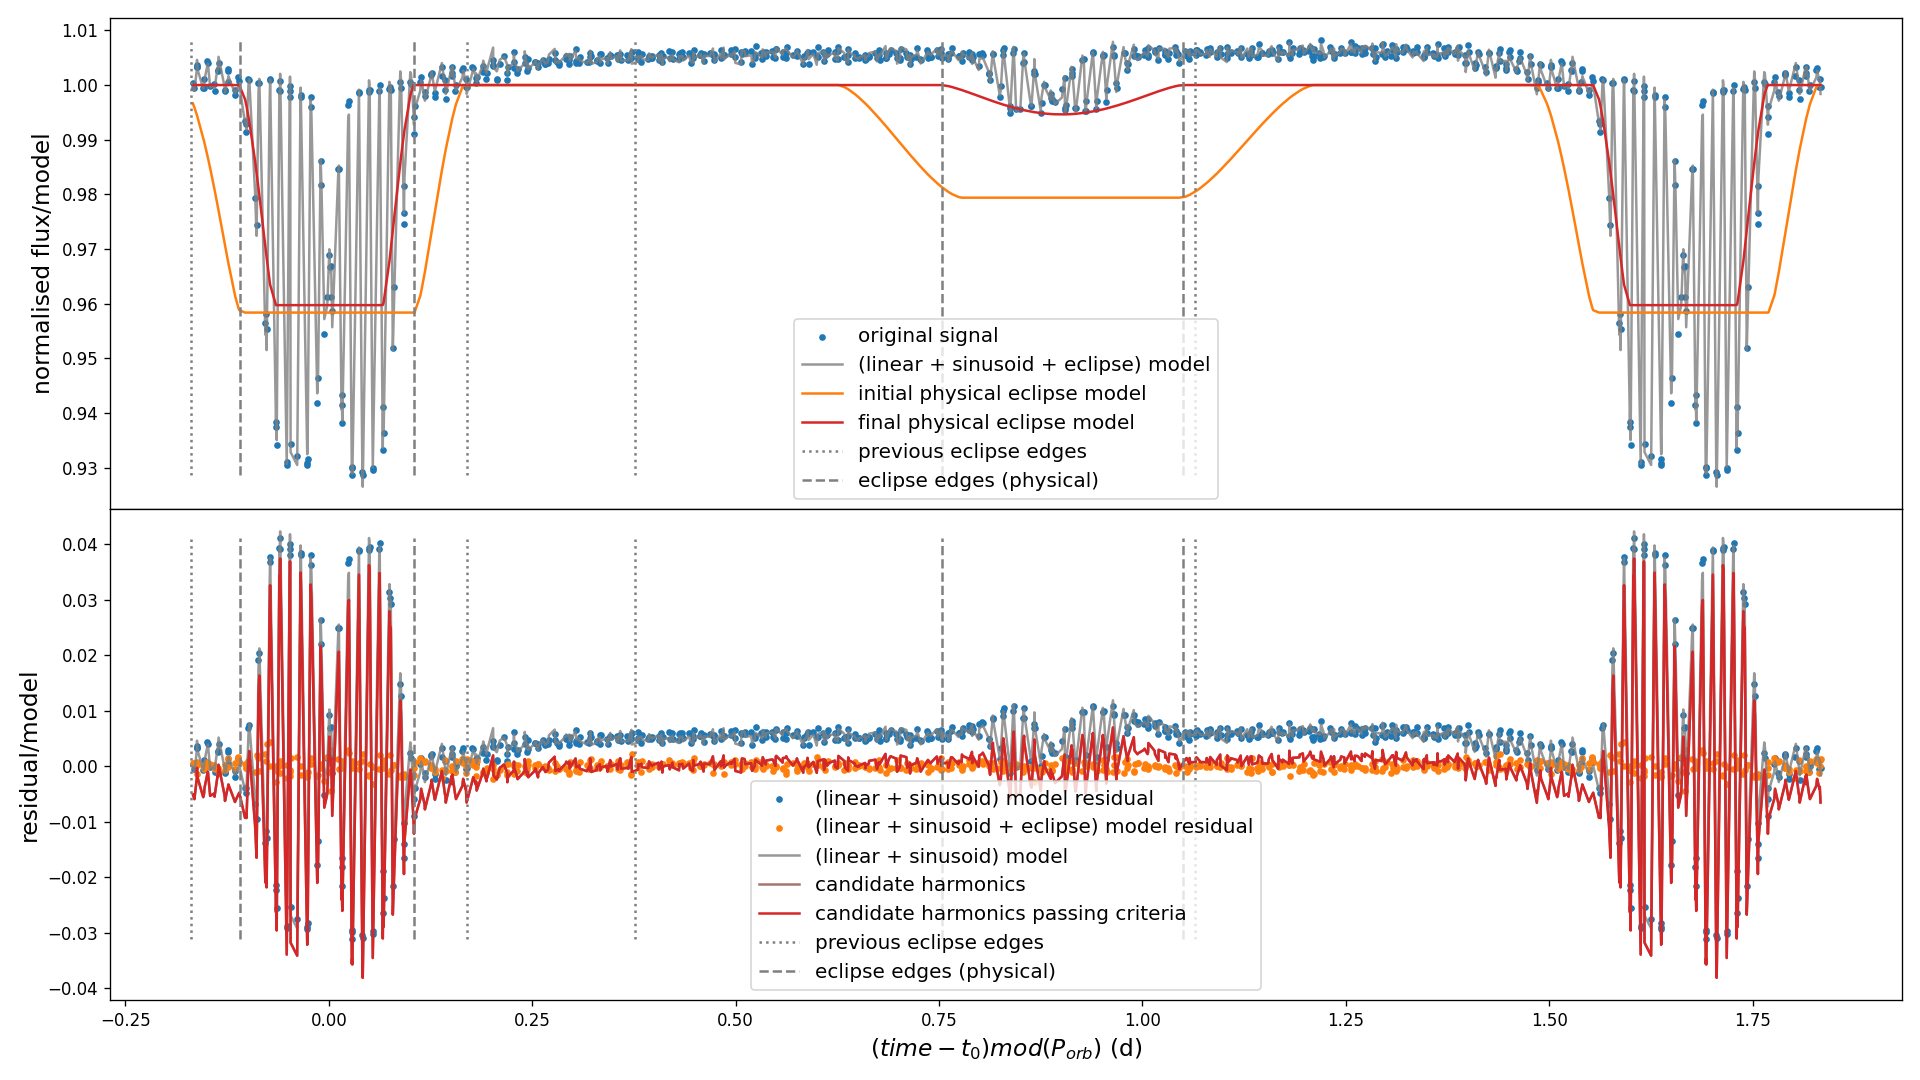 1.01
1.00
0.99
0.98
0.97
0.96
0.95
0.94
0.93
normalised flux/model
original signal
(linear + sinusoid + eclipse) model
initial physical eclipse model
final physical eclipse model
previous eclipse edges
eclipse edges (physical)
0.04
0.03
0.02
0.01
0.00
−0.01
−0.02
−0.03
−0.04
residual/model
(linear + sinusoid) model residual
(linear + sinusoid + eclipse) model residual
(linear + sinusoid) model
candidate harmonics
candidate harmonics passing criteria
previous eclipse edges
eclipse edges (physical)
−0.25 0.00 0.25 0.50 0.75 1.00 1.25 1.50 1.75
(time − t₀)mod(P_orb) (d)